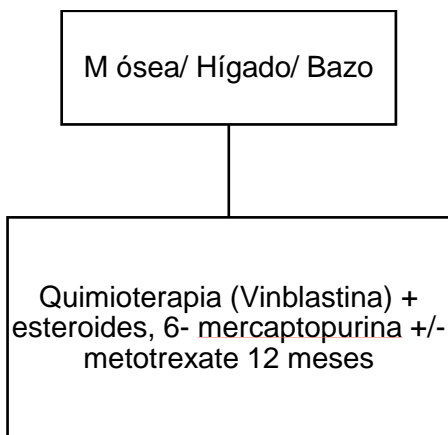 M ósea/ Hígado/ Bazo
Quimioterapia (Vinblastina) +
esteroides, 6- mercaptopurina +/-
metotrexate 12 meses